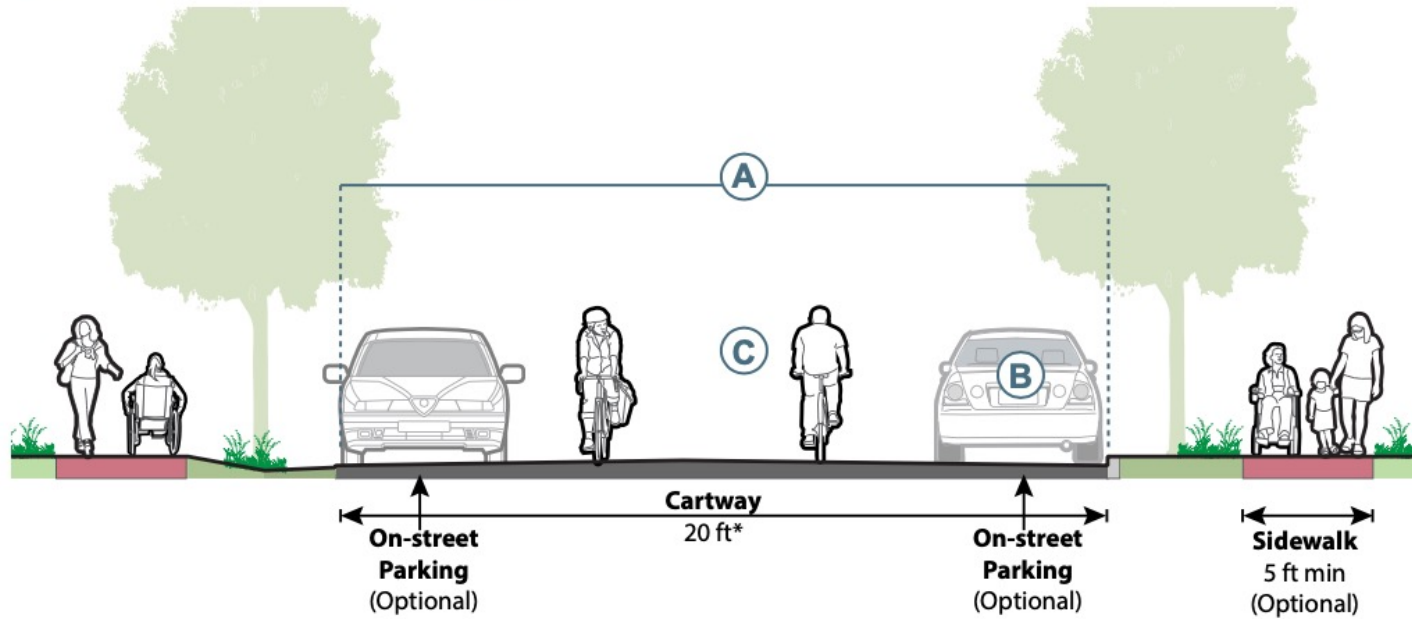 A
C
B
Cartway
20 ft*
On-street
Parking
(Optional)
On-street
Parking
(Optional)
Sidewalk
5 ft min
(Optional)